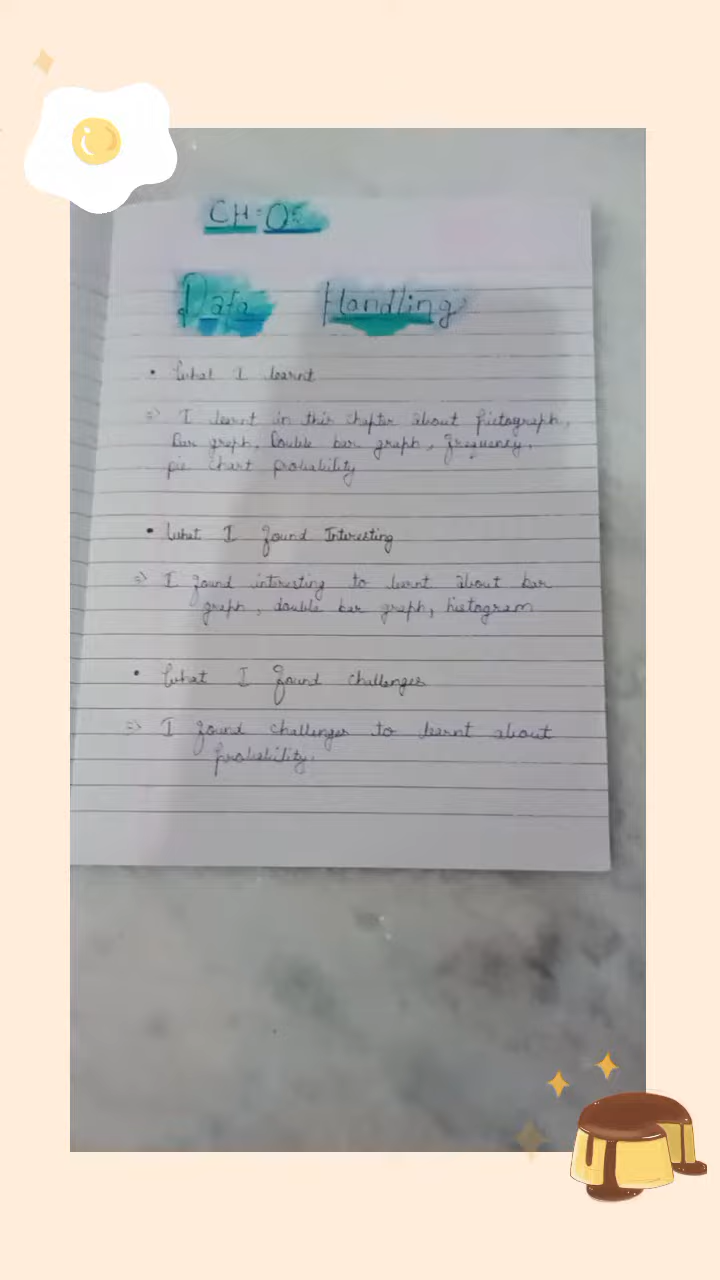 CH-05
Data Handling
• What I learnt
⇒ I learnt in this chapter about pictograph,
bar graph, Double bar graph, frequency,
pie chart probability
• What I found Interesting
⇒ I found interesting to learnt about bar
graph, double bar graph, histogram
• What I found challenges
⇒ I found challenges to learnt about
probability.